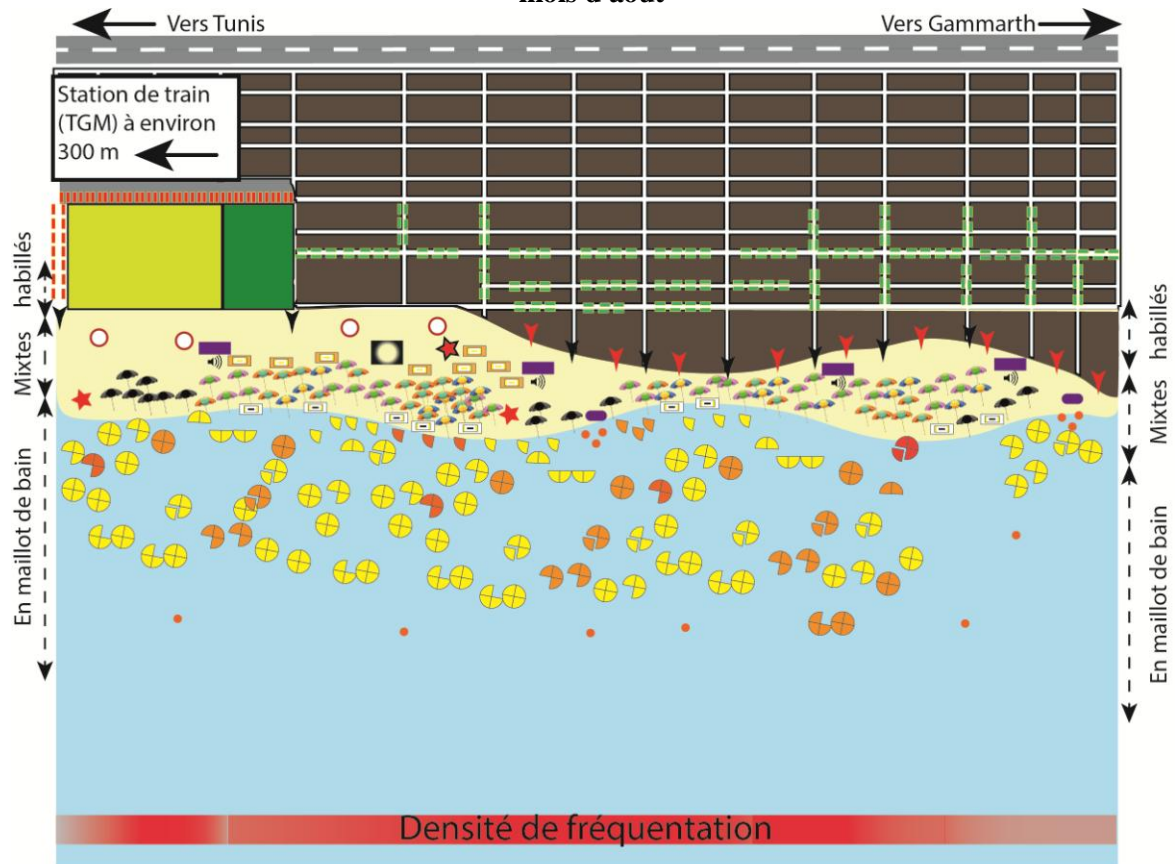 mois d'août
Vers Tunis
Vers Gammarth
Station de train
(TGM) à environ
300 m
habillés
Mixtes
En maillot de bain
habillés
Mixtes
En maillot de bain
Densité de fréquentation